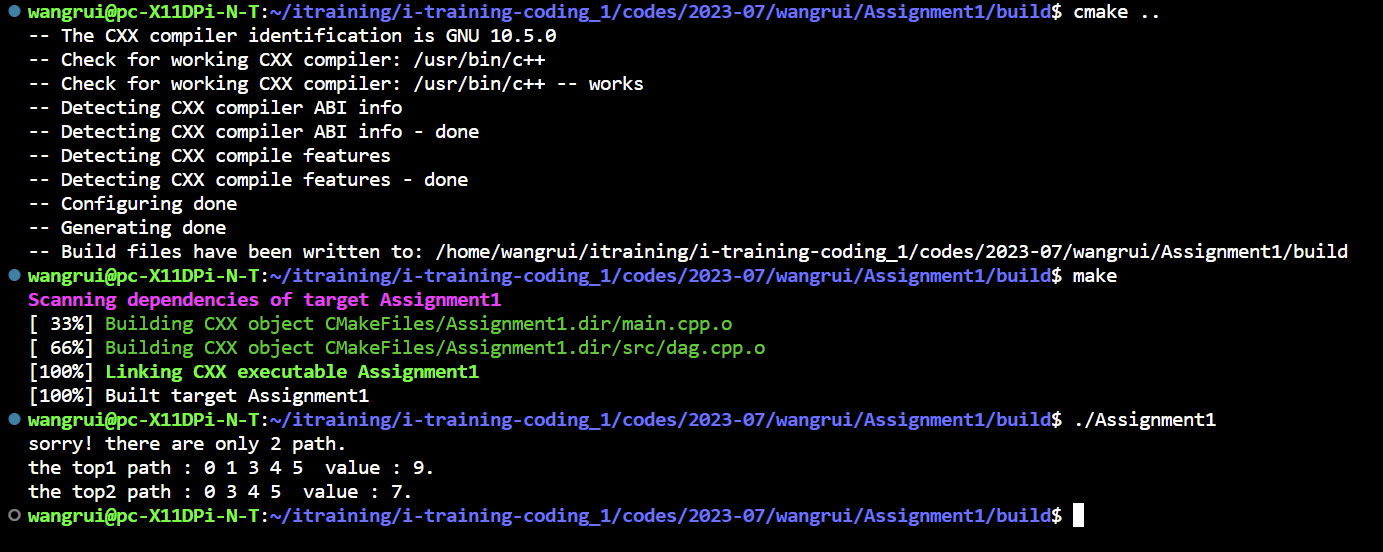 wangrui@pc-X11DPi-N-T:~/itraining/i-training-coding_1/codes/2023-07/wangrui/Assignment1/build$ cmake ..
-- The CXX compiler identification is GNU 10.5.0
-- Check for working CXX compiler: /usr/bin/c++
-- Check for working CXX compiler: /usr/bin/c++ -- works
-- Detecting CXX compiler ABI info
-- Detecting CXX compiler ABI info - done
-- Detecting CXX compile features
-- Detecting CXX compile features - done
-- Configuring done
-- Generating done
-- Build files have been written to: /home/wangrui/itraining/i-training-coding_1/codes/2023-07/wangrui/Assignment1/build
wangrui@pc-X11DPi-N-T:~/itraining/i-training-coding_1/codes/2023-07/wangrui/Assignment1/build$ make
Scanning dependencies of target Assignment1
[ 33%] Building CXX object CMakeFiles/Assignment1.dir/main.cpp.o
[ 66%] Building CXX object CMakeFiles/Assignment1.dir/src/dag.cpp.o
[100%] Linking CXX executable Assignment1
[100%] Built target Assignment1
wangrui@pc-X11DPi-N-T:~/itraining/i-training-coding_1/codes/2023-07/wangrui/Assignment1/build$ ./Assignment1
sorry! there are only 2 path.
the top1 path : 0 1 3 4 5  value : 9.
the top2 path : 0 3 4 5  value : 7.
wangrui@pc-X11DPi-N-T:~/itraining/i-training-coding_1/codes/2023-07/wangrui/Assignment1/build$